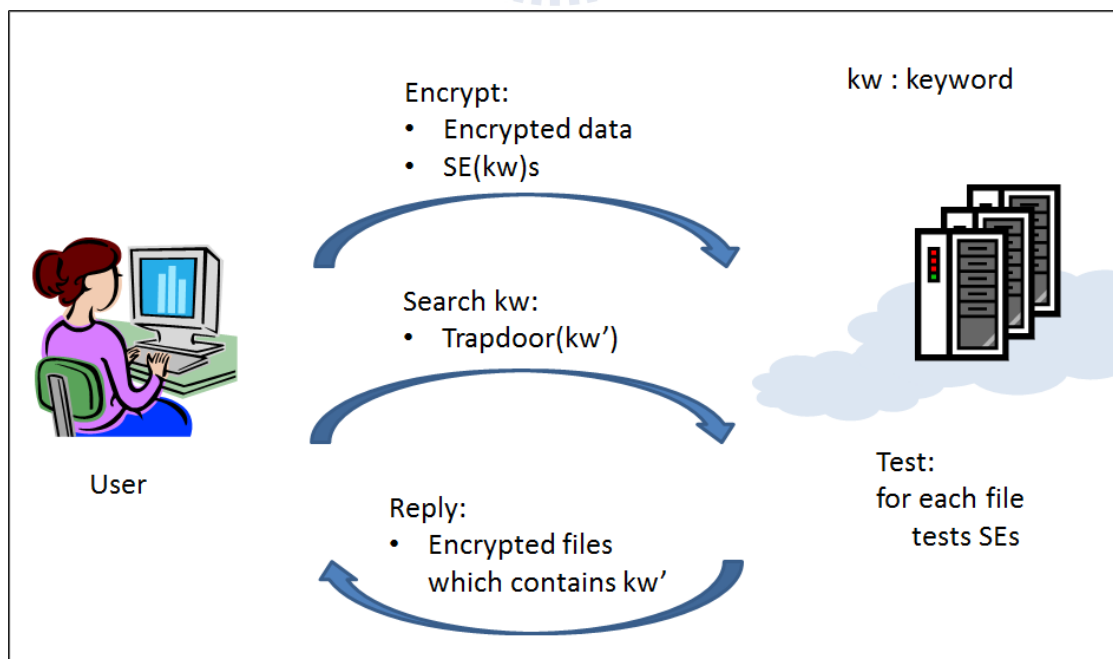 Encrypt:
• Encrypted data
• SE(kw)s
kw : keyword
Search kw:
• Trapdoor(kw’)
User
Test:
for each file
tests SEs
Reply:
• Encrypted files
which contains kw’